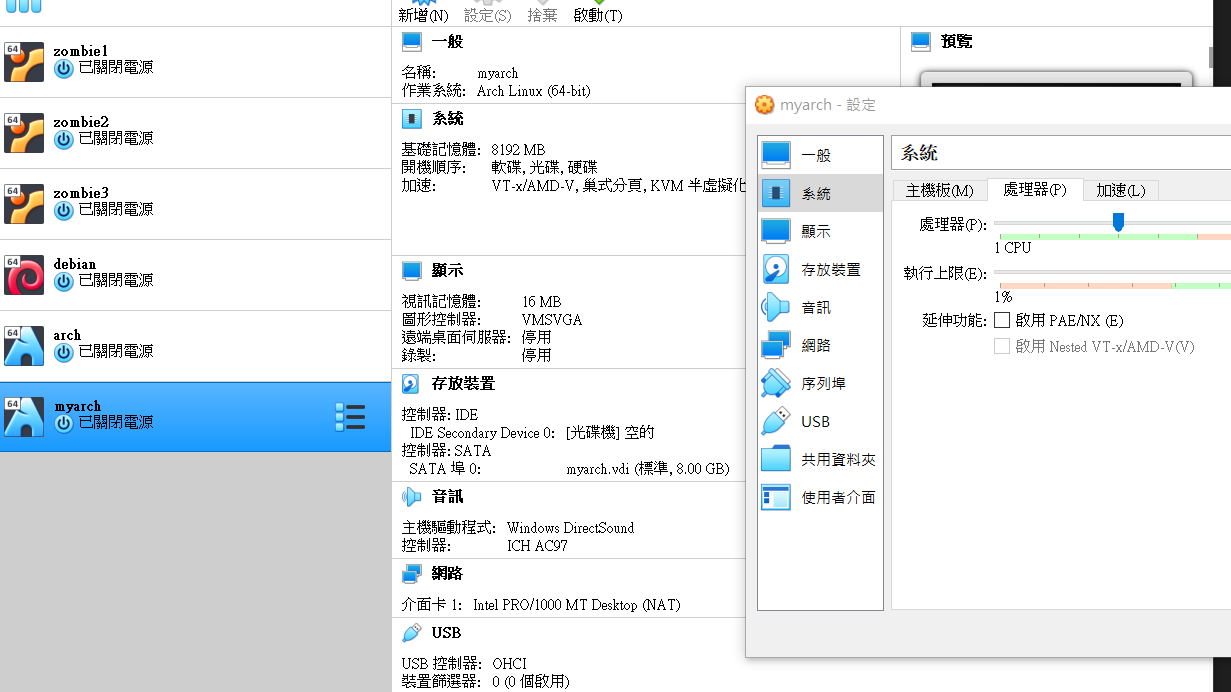 新增(N) 設定(S) 捨棄 啟動(T)
64
zombie1
已關閉電源
64
zombie2
已關閉電源
64
zombie3
已關閉電源
64
debian
已關閉電源
64
arch
已關閉電源
64
myarch
已關閉電源
一般
名稱: myarch
作業系統: Arch Linux (64-bit)
系統
基礎記憶體: 8192 MB
開機順序: 軟碟, 光碟, 硬碟
加速: VT-x/AMD-V, 巢式分頁, KVM 半虛擬化
顯示
視訊記憶體: 16 MB
圖形控制器: VMSVGA
遠端桌面伺服器: 停用
錄製: 停用
存放裝置
控制器: IDE
IDE Secondary Device 0: [光碟機] 空的
控制器: SATA
SATA 埠 0: myarch.vdi (標準, 8.00 GB)
音訊
主機驅動程式: Windows DirectSound
控制器: ICH AC97
網路
介面卡 1: Intel PRO/1000 MT Desktop (NAT)
USB
USB 控制器: OHCI
裝置篩選器: 0 (0 個啟用)
預覽
myarch - 設定
一般
系統
顯示
存放裝置
音訊
網路
序列埠
USB
共用資料夾
使用者介面
系統
主機板(M) 處理器(P) 加速(L)
處理器(P):
1 CPU
執行上限(E):
1%
延伸功能: 啟用 PAE/NX (E)
啟用 Nested VT-x/AMD-V(V)